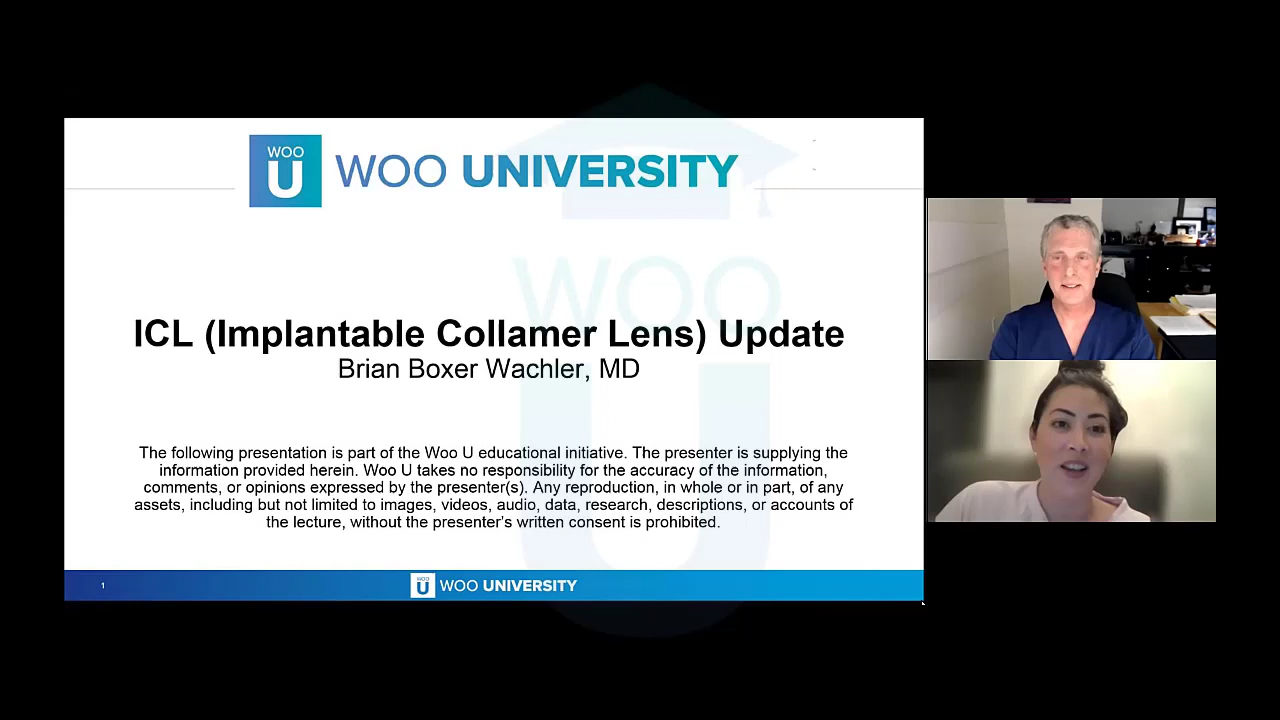 WOO
U
WOO UNIVERSITY
ICL (Implantable Collamer Lens) Update
Brian Boxer Wachler, MD
The following presentation is part of the Woo U educational initiative. The presenter is supplying the
information provided herein. Woo U takes no responsibility for the accuracy of the information,
comments, or opinions expressed by the presenter(s). Any reproduction, in whole or in part, of any
assets, including but not limited to images, videos, audio, data, research, descriptions, or accounts of
the lecture, without the presenter's written consent is prohibited.
1
WOO
U
WOO UNIVERSITY
WOO
U